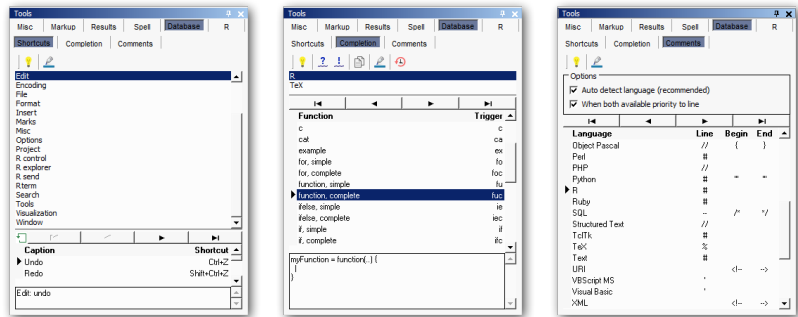 Tools
Misc Markup Results Spell Database R
Shortcuts Completion Comments
Edit
Encoding
File
Format
Insert
Marks
Misc
Options
Project
R control
R explorer
R send
Rterm
Search
Tools
Visualization
Window
Caption Shortcut
Undo Ctrl+Z
Redo Shift+Ctrl+Z
Edit: undo
Tools
Misc Markup Results Spell Database R
Shortcuts Completion Comments
R
TeX
Function Trigger
c c
cat ca
example ex
for, simple fo
for, complete foc
function, simple fu
function, complete fuc
ifelse, simple ie
ifelse, complete iec
if, simple if
if, complete ifc
myFunction = function(..) {
|
}
Tools
Misc Markup Results Spell Database R
Shortcuts Completion Comments
Options
Auto detect language (recommended)
When both available priority to line
Language Line Begin End
Object Pascal // { }
Perl #
PHP //
Python # ''' '''
R #
Ruby #
SQL -- /* */
Structured Text //
TclTk #
TeX %
Text #
URI <!-- -->
VBScript MS '
Visual Basic '
XML <!-- -->